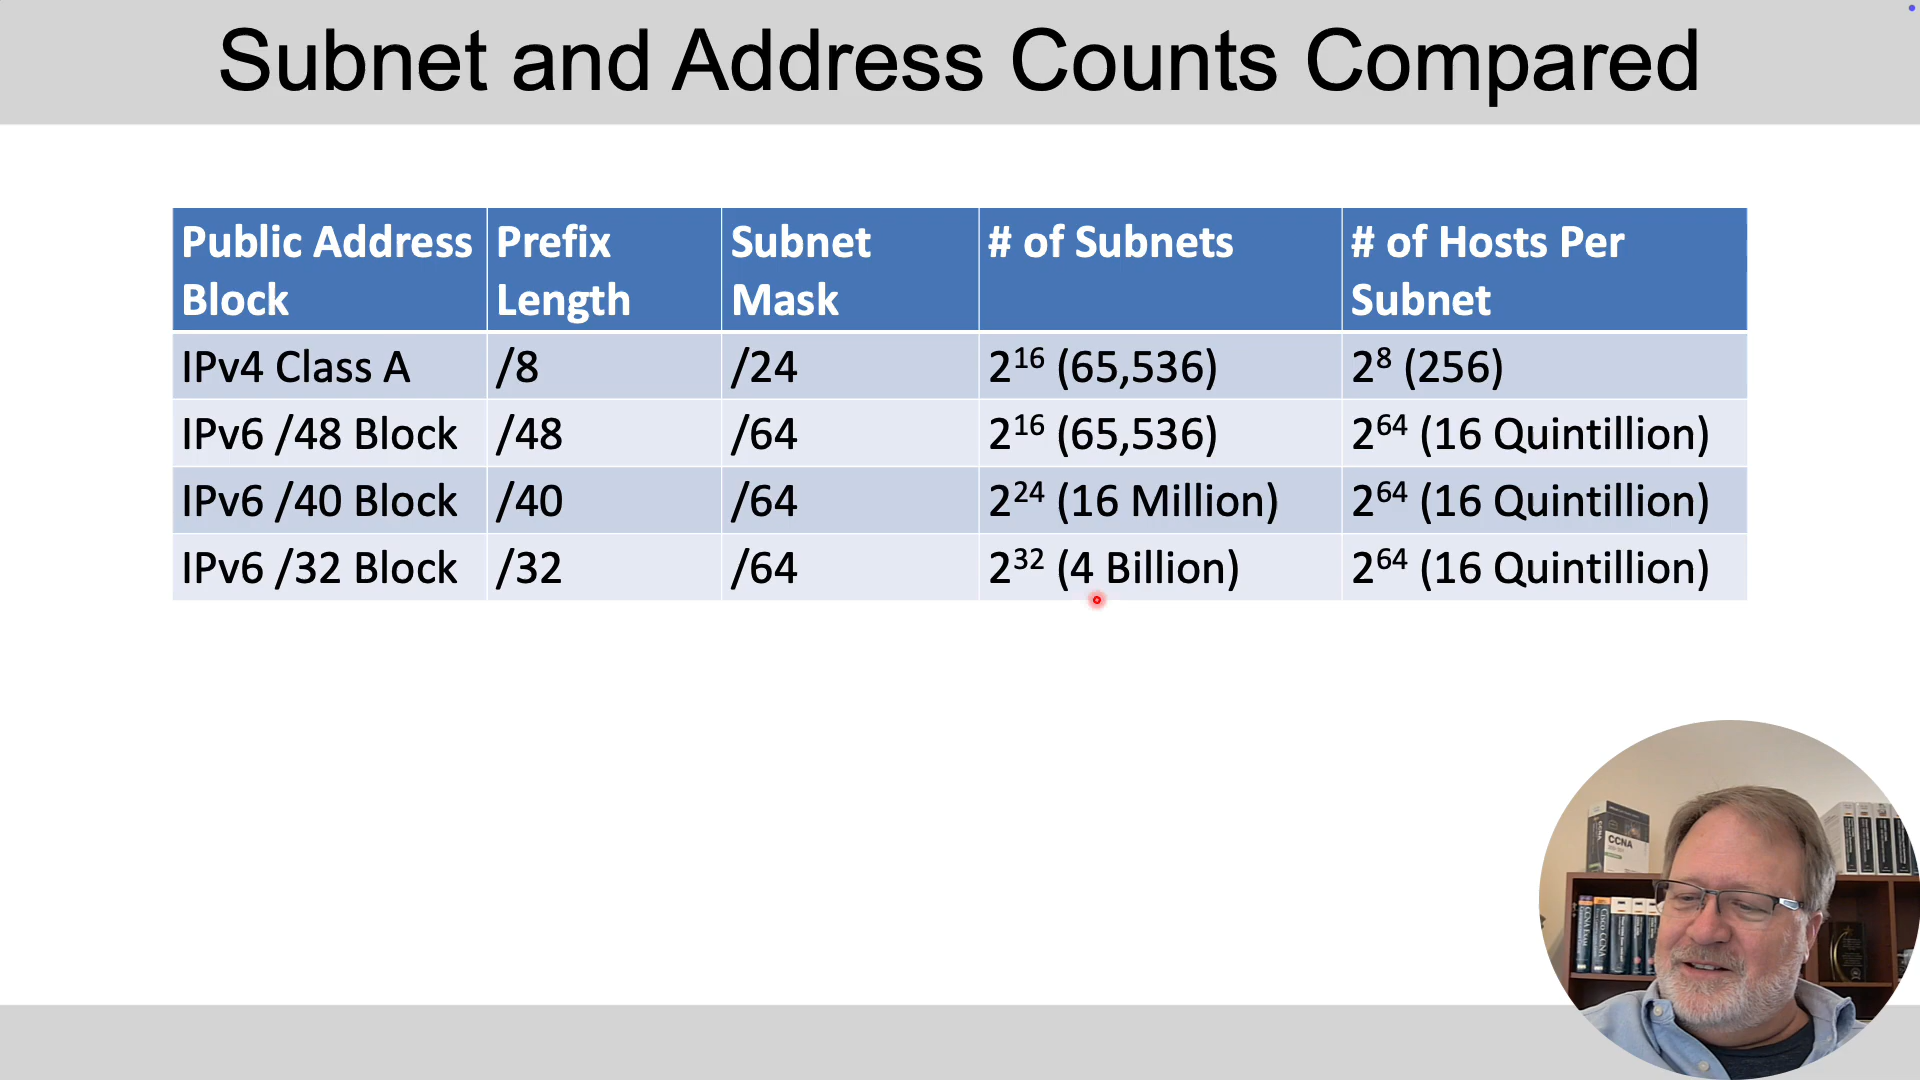 Subnet and Address Counts Compared
Public Address Block | Prefix Length | Subnet Mask | # of Subnets | # of Hosts Per Subnet
IPv4 Class A | /8 | /24 | 2¹⁶ (65,536) | 2⁸ (256)
IPv6 /48 Block | /48 | /64 | 2¹⁶ (65,536) | 2⁶⁴ (16 Quintillion)
IPv6 /40 Block | /40 | /64 | 2²⁴ (16 Million) | 2⁶⁴ (16 Quintillion)
IPv6 /32 Block | /32 | /64 | 2³² (4 Billion) | 2⁶⁴ (16 Quintillion)
CCNA